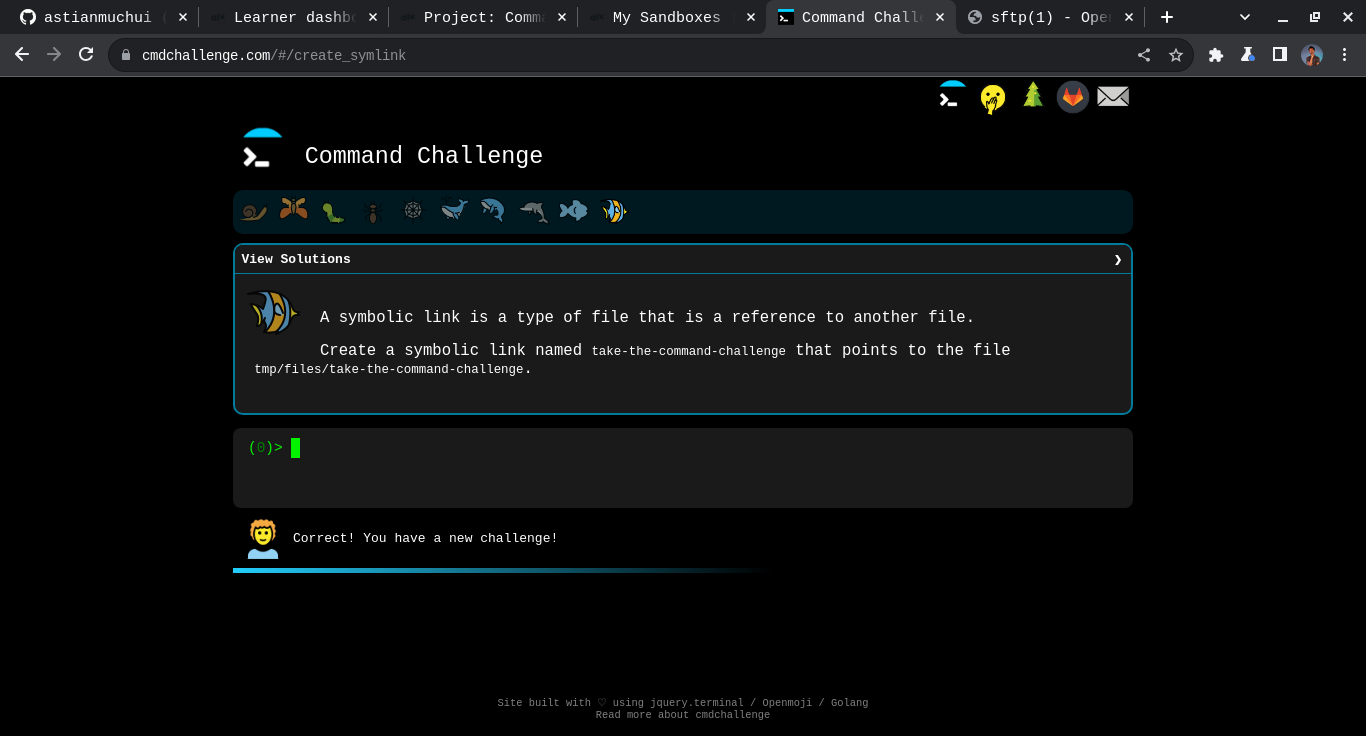 astianmuchui (
Learner dashbo
Project: Comma
My Sandboxes
Command Challe
sftp(1) - Ope
cmdchallenge.com/#/create_symlink
Command Challenge
View Solutions
A symbolic link is a type of file that is a reference to another file.
Create a symbolic link named take-the-command-challenge that points to the file
tmp/files/take-the-command-challenge.
(0)>
Correct! You have a new challenge!
Site built with ♡ using jquery.terminal / Openmoji / Golang
Read more about cmdchallenge